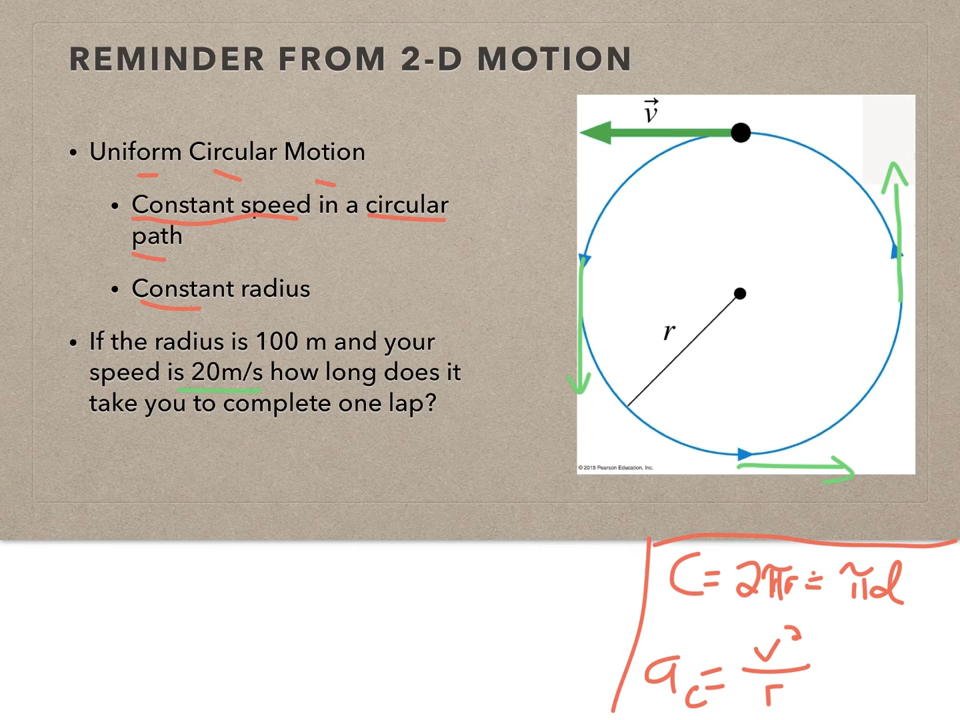 REMINDER FROM 2-D MOTION
• Uniform Circular Motion
• Constant speed in a circular
path
• Constant radius
• If the radius is 100 m and your
speed is 20m/s how long does it
take you to complete one lap?
v⃗
r
© 2015 Pearson Education, Inc.
C = 2πr = πd
a_c = v²/r